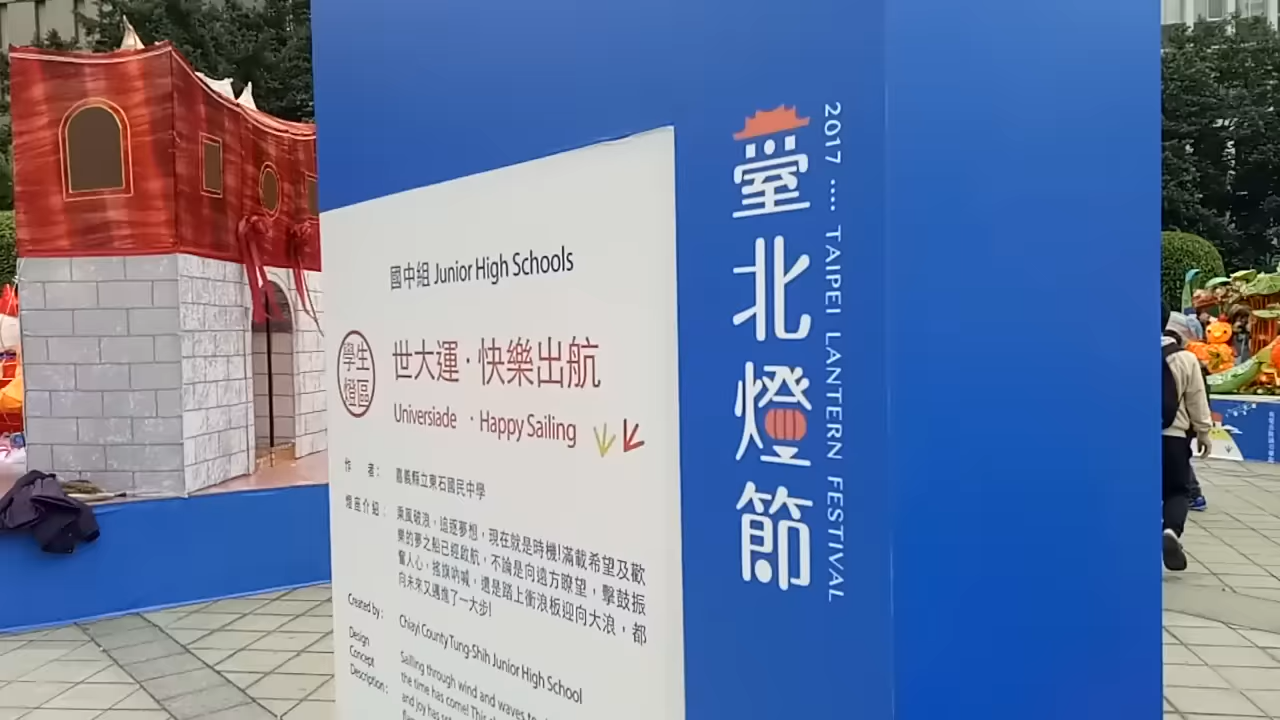 國中組 Junior High Schools
學生
燈區
世大運·快樂出航
Universiade ·Happy Sailing
作 者：嘉義縣立東石國民中學
燈座介紹：乘風破浪，追逐夢想，現在就是時機!滿載希望及歡
樂的夢之船已經啟航，不論是向遠方瞭望，擊鼓振
奮人心，搖旗吶喊，還是踏上衝浪板迎向大浪，都
向未來又邁進了一大步!
Created by: Chiayi County Tung-Shih Junior High School
Design
Concept
Description:
Sailling through wind and waves to
the time has come! This
and joy has
臺北燈節
2017 ..... TAIPEI LANTERN FESTIVAL